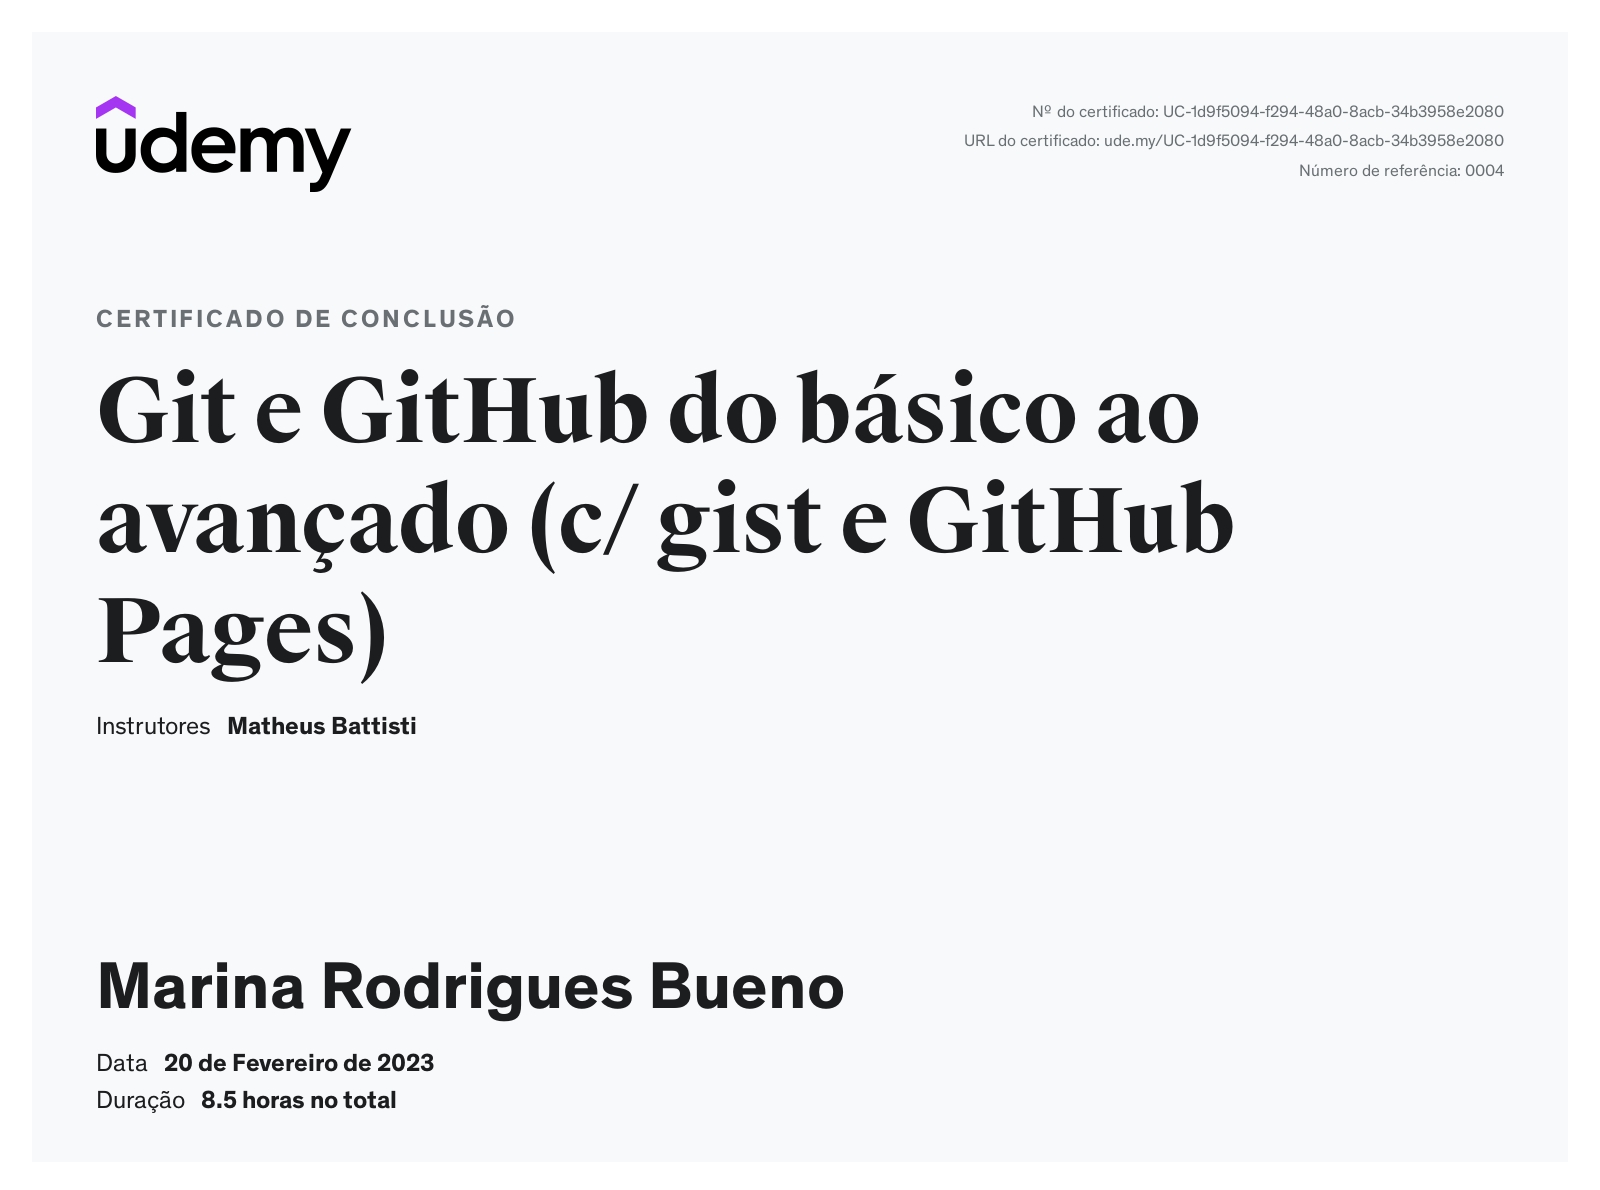 udemy
Nº do certificado: UC-1d9f5094-f294-48a0-8acb-34b3958e2080
URL do certificado: ude.my/UC-1d9f5094-f294-48a0-8acb-34b3958e2080
Número de referência: 0004
CERTIFICADO DE CONCLUSÃO
Git e GitHub do básico ao
avançado (c/ gist e GitHub
Pages)
Instrutores Matheus Battisti
Marina Rodrigues Bueno
Data 20 de Fevereiro de 2023
Duração 8.5 horas no total